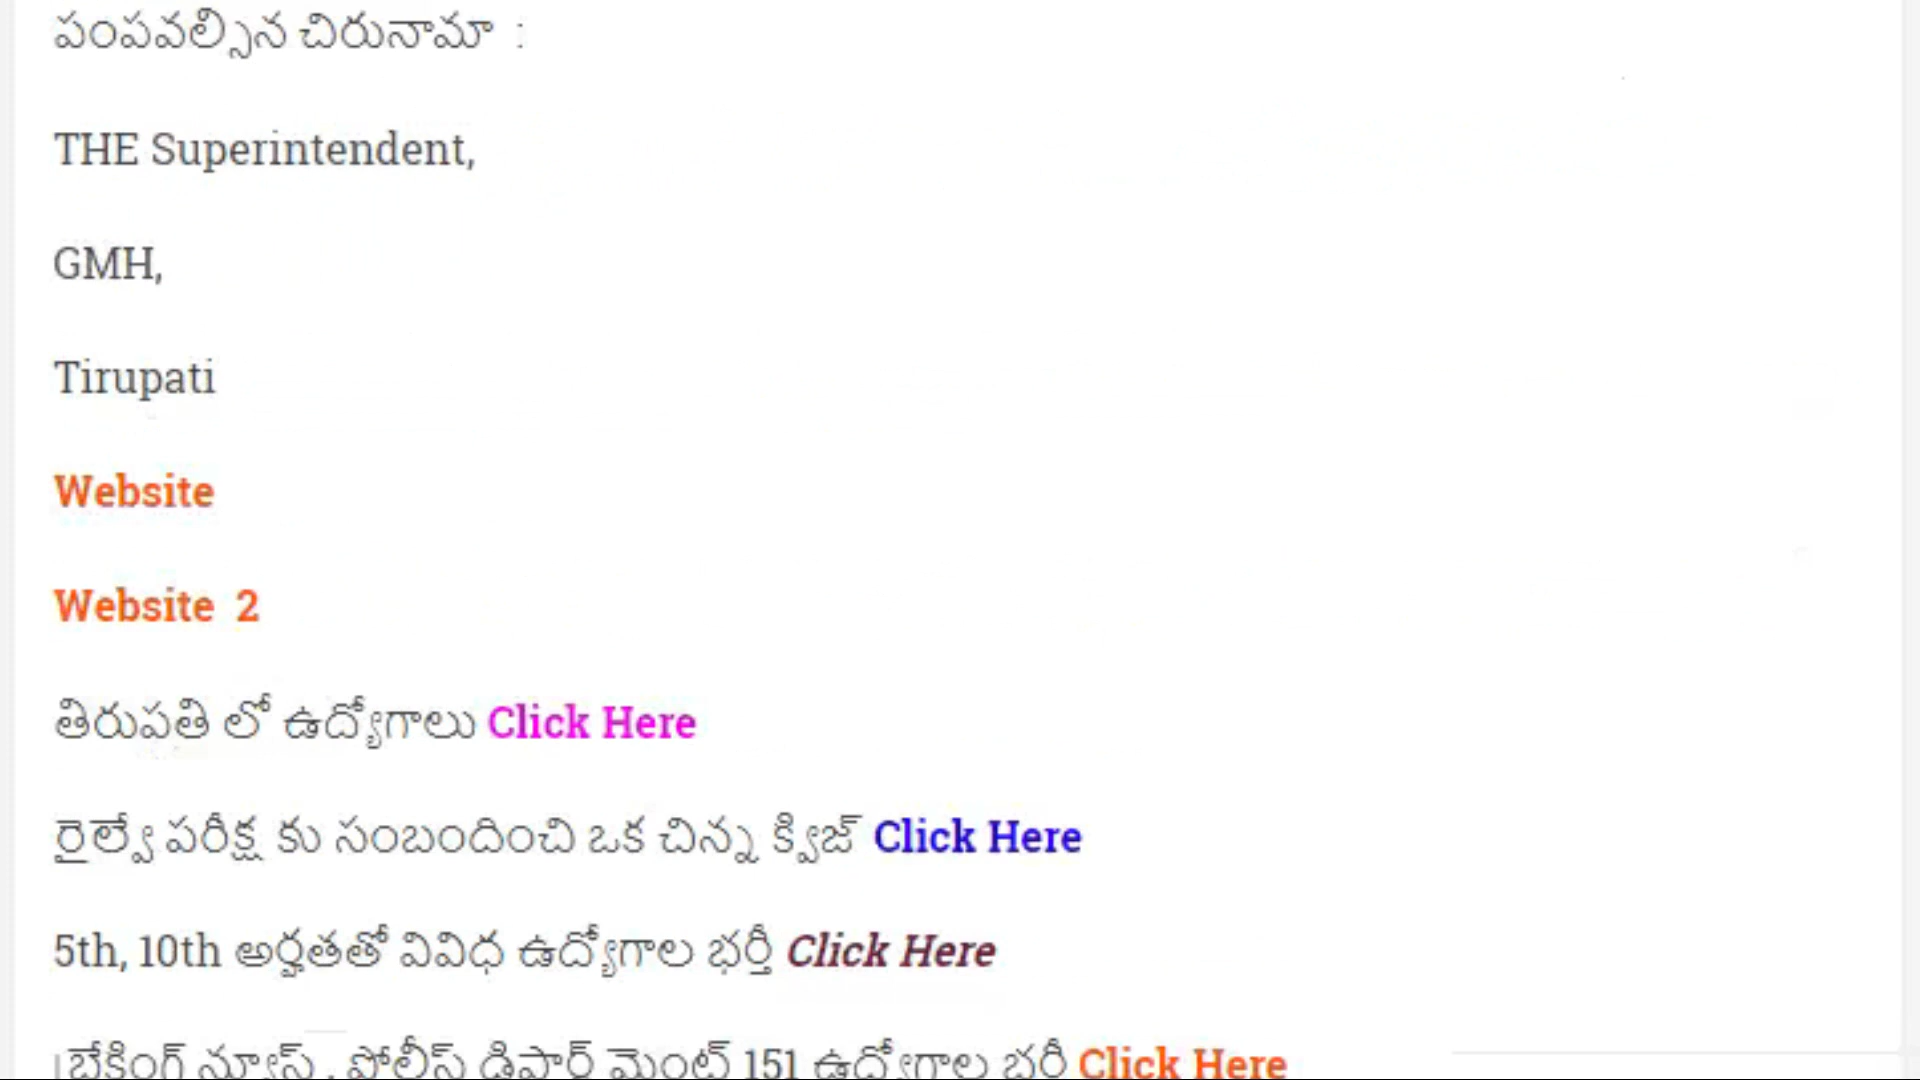 పంపవల్సిన చిరునామా :
THE Superintendent,
GMH,
Tirupati
Website
Website 2
తిరుపతి లో ఉద్యోగాలు Click Here
రైల్వే పరీక్ష కు సంబందించి ఒక చిన్న క్విజ్ Click Here
5th, 10th అర్హతతో వివిధ ఉద్యోగాల భర్తీ Click Here
బ్రేకింగ్ న్యూస్ , పోలీస్ డిపార్ట్ మెంట్ 151 ఉద్యోగాల భర్తీ Click Here